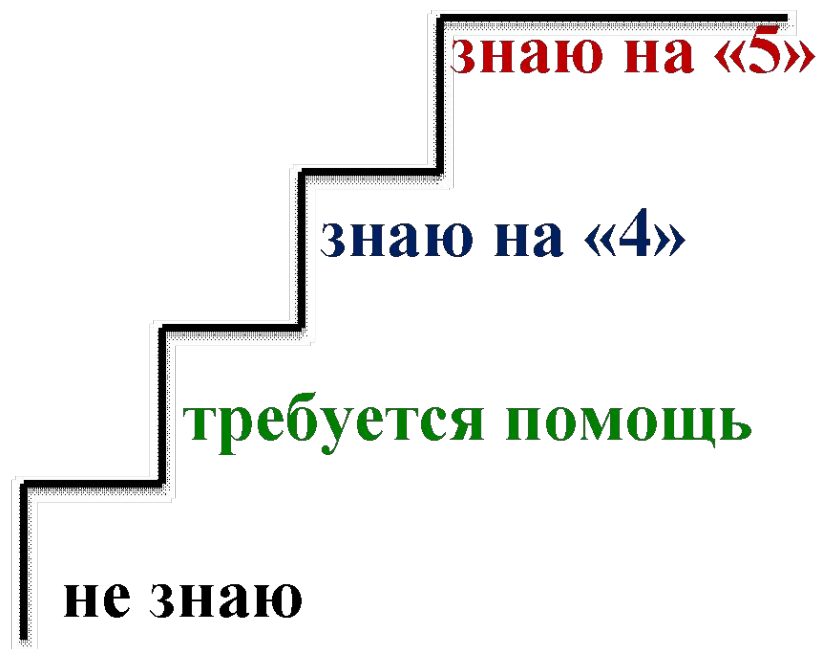 знаю на «5»
знаю на «4»
требуется помощь
не знаю